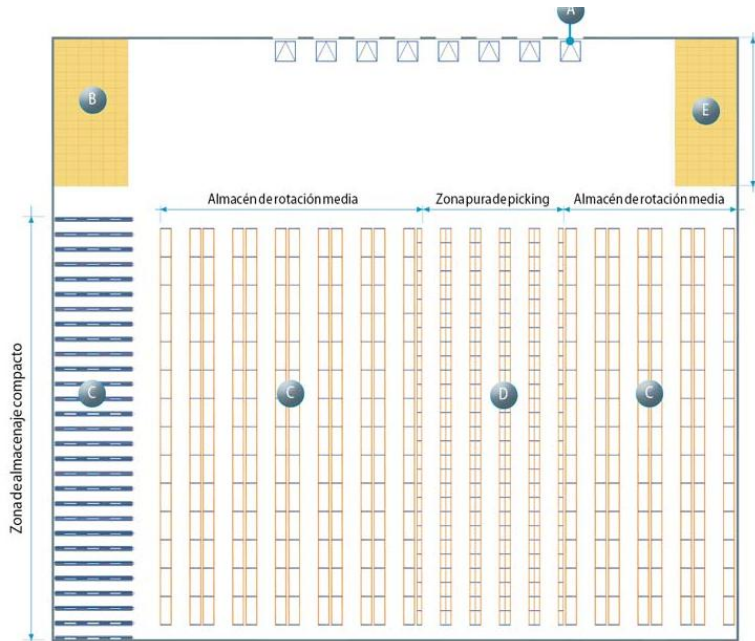 A
B
E
Almacén de rotación media
Zona pura de picking
Almacén de rotación media
Zona de almacenaje compacto
C
C
D
C